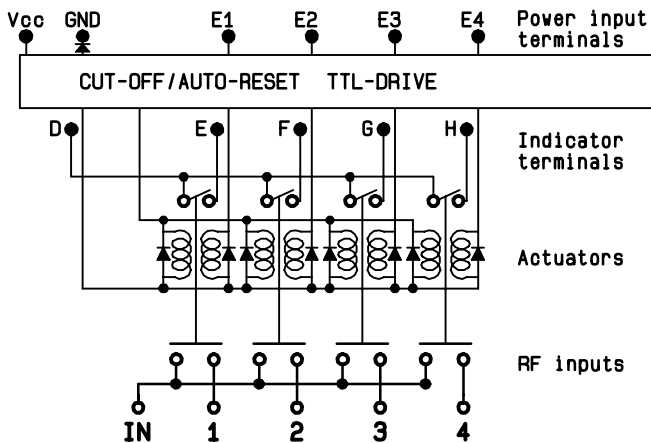 Vcc GND E1 E2 E3 E4 Power input
terminals
CUT-OFF/AUTO-RESET TTL-DRIVE
D E F G H Indicator
terminals
Actuators
RF inputs
IN 1 2 3 4